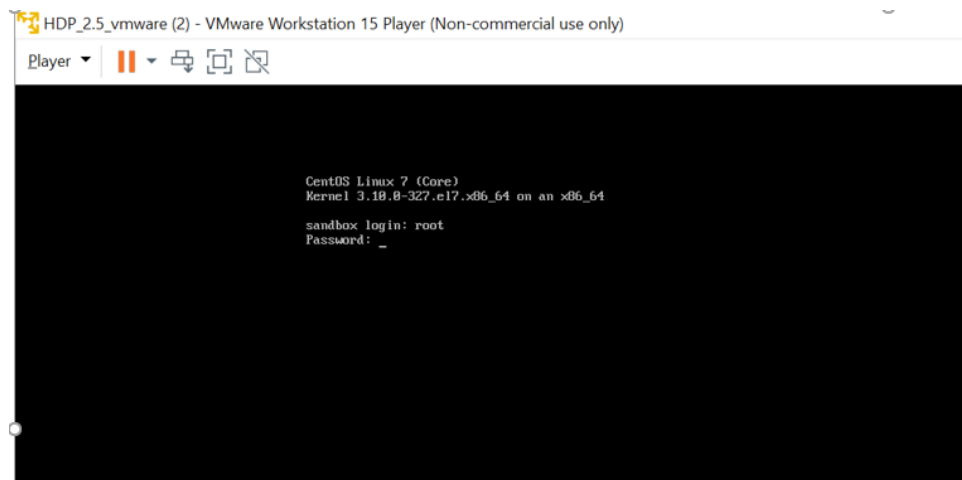 HDP_2.5_vmware (2) - VMware Workstation 15 Player (Non-commercial use only)
Player
CentOS Linux 7 (Core)
Kernel 3.10.0-327.el7.x86_64 on an x86_64
sandbox login: root
Password: _